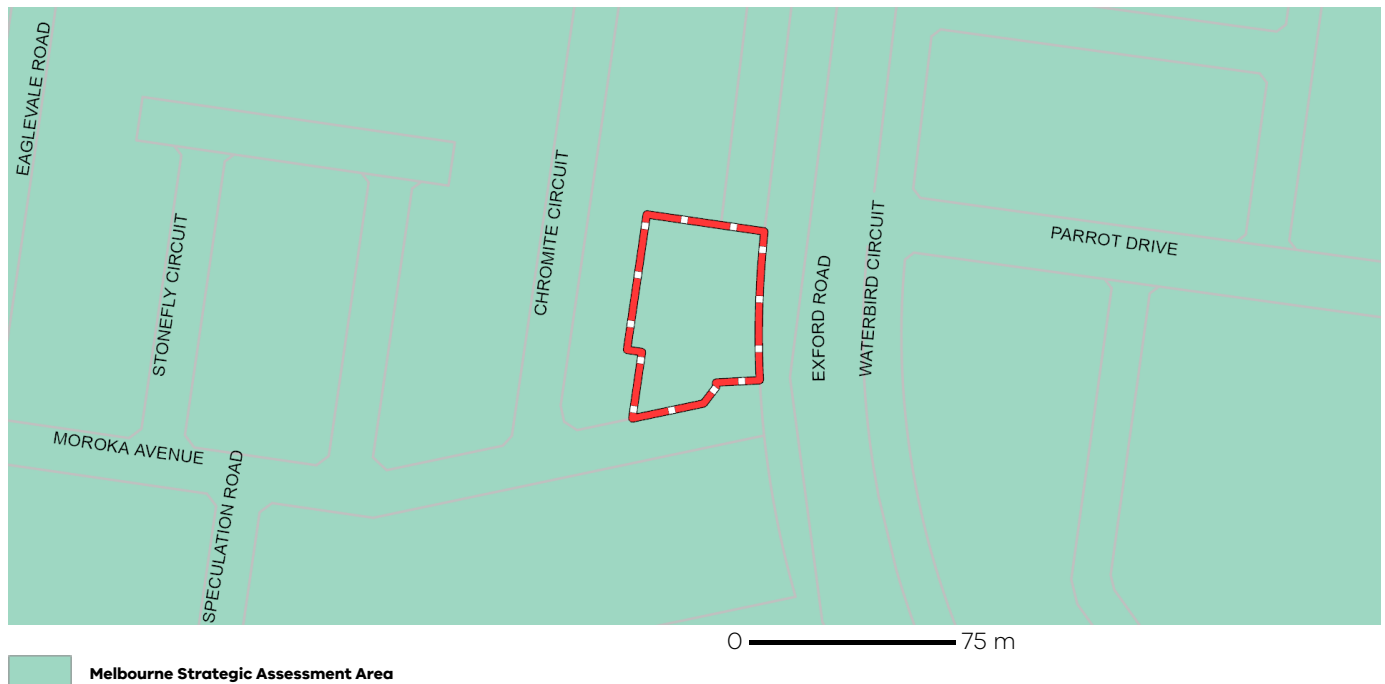 EAGLEVALE ROAD
STONEFLY CIRCUIT
CHROMITE CIRCUIT
EXFORD ROAD
WATERBIRD CIRCUIT
PARROT DRIVE
MOROKA AVENUE
SPECULATION ROAD
0 75 m
Melbourne Strategic Assessment Area